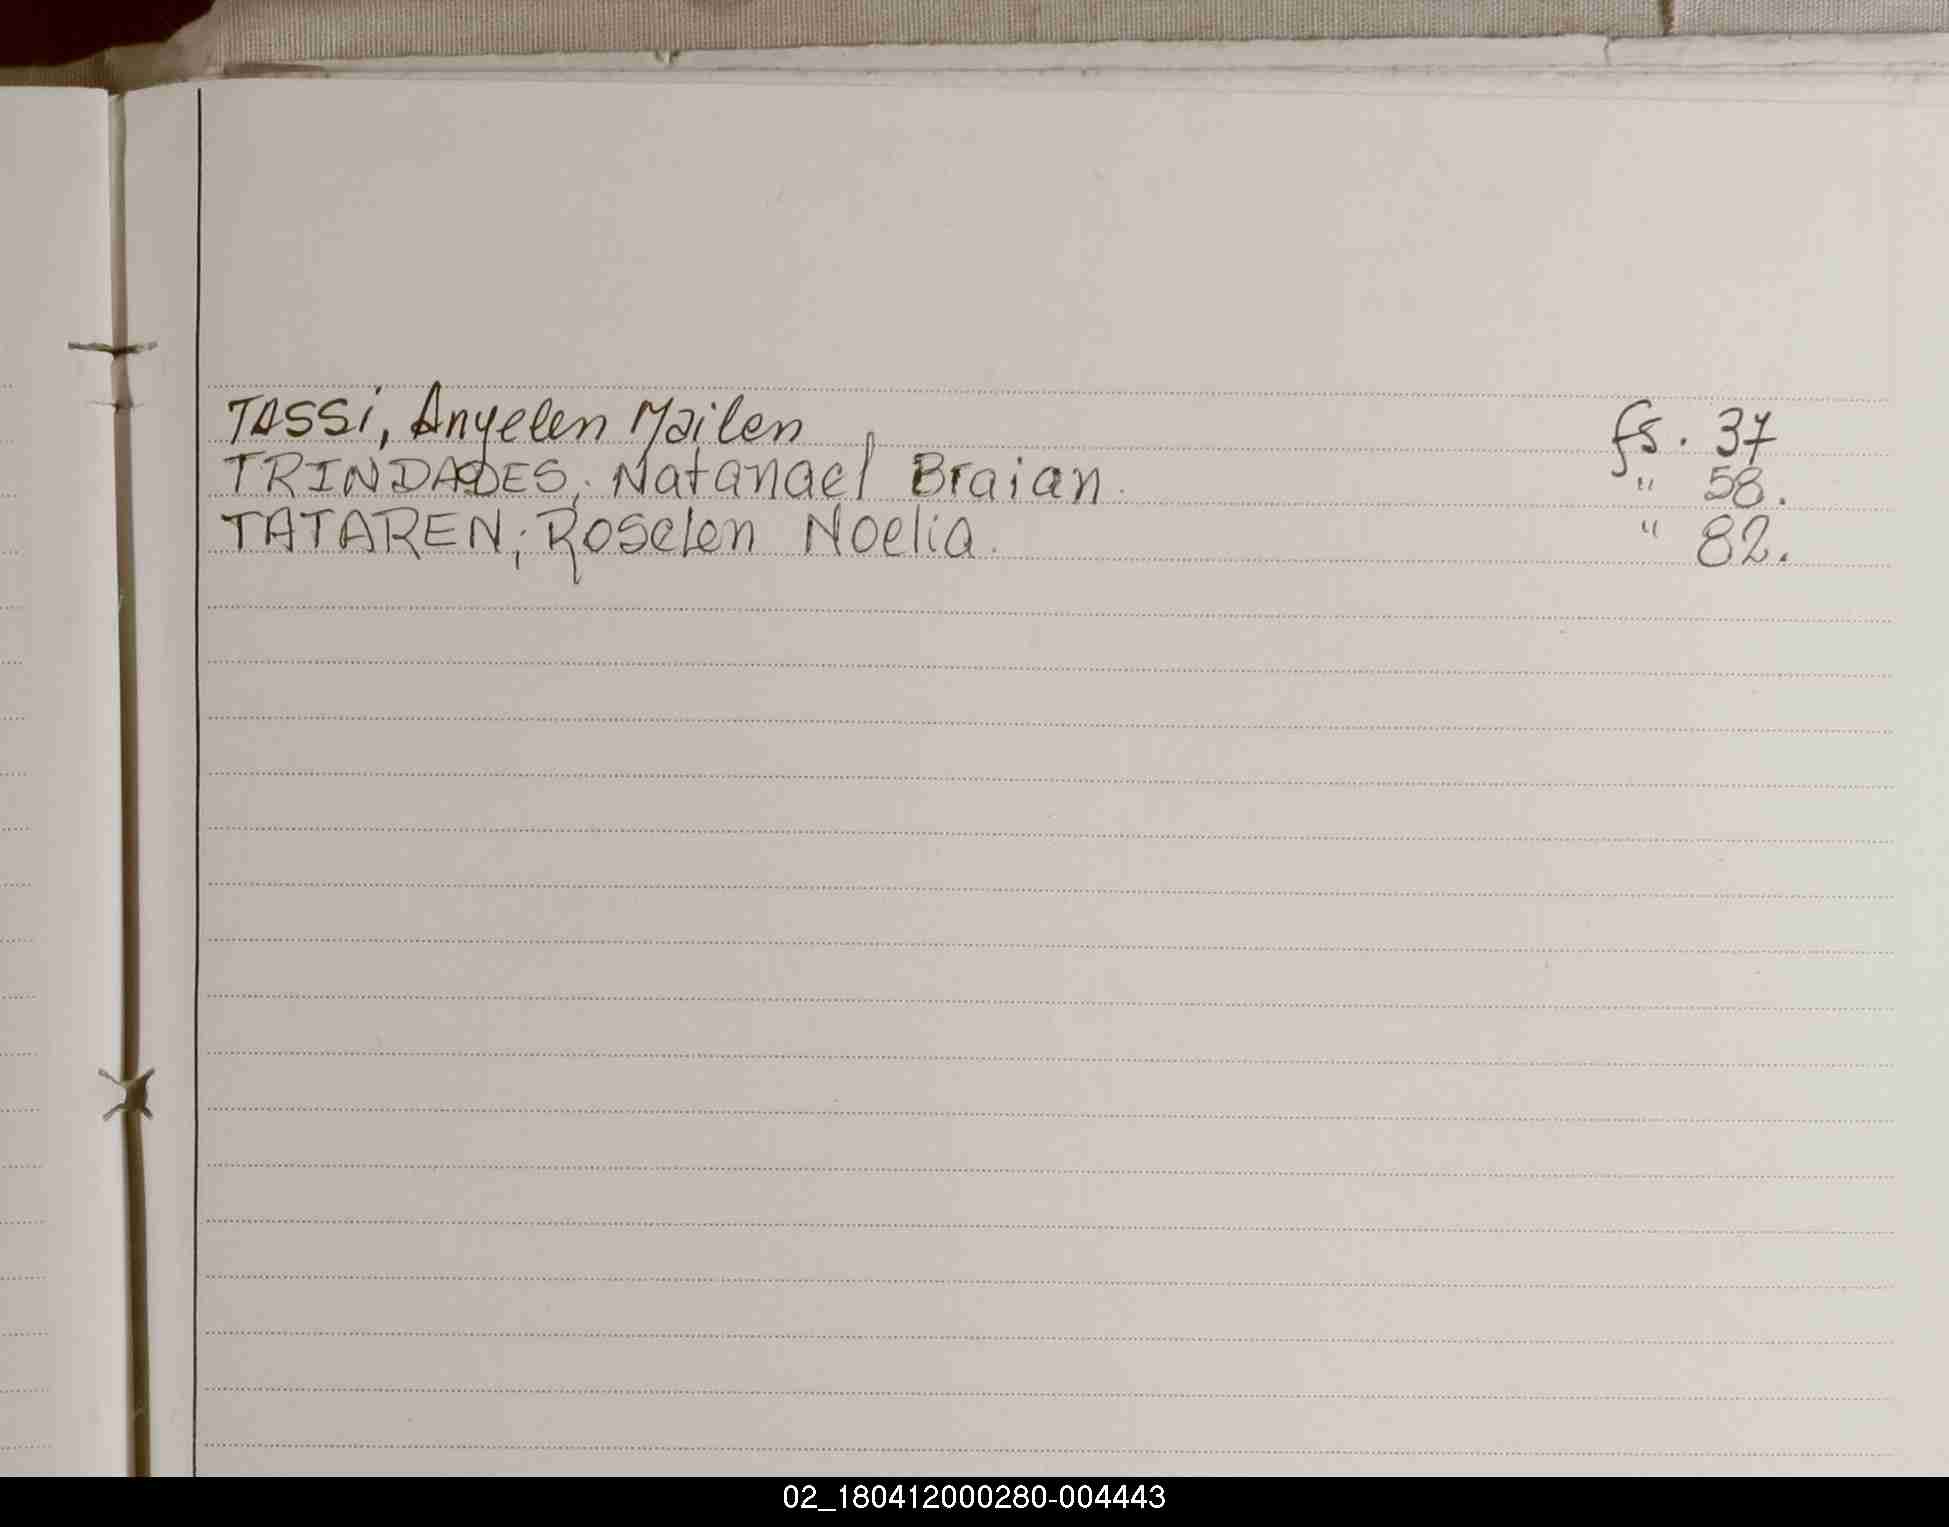 TASSi, Anyelen Mailen fs. 37
TRINDADES; Natanael Braian. " 58.
TATAREN; Roselen Noelia. " 82.
02_180412000280-004443